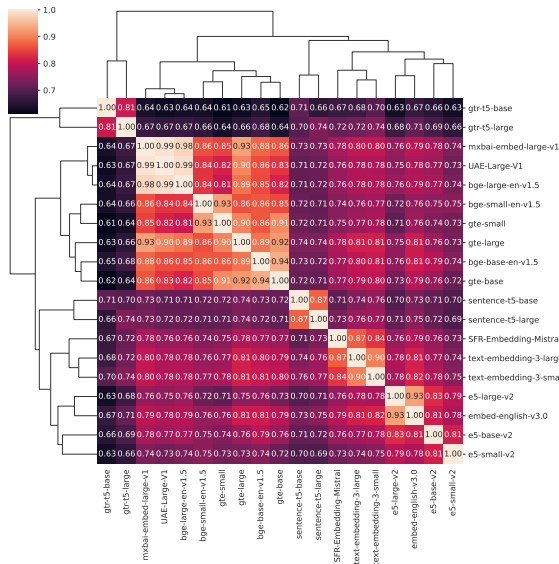 1.0
0.9
0.8
0.7
1.00 0.81 0.64 0.63 0.64 0.64 0.61 0.63 0.65 0.62 0.71 0.66 0.67 0.68 0.70 0.63 0.67 0.66 0.63 gtr-t5-base
0.81 1.00 0.67 0.67 0.67 0.66 0.64 0.66 0.68 0.64 0.70 0.74 0.72 0.72 0.74 0.68 0.71 0.69 0.66 gtr-t5-large
0.64 0.67 1.00 0.99 0.98 0.86 0.85 0.93 0.88 0.86 0.73 0.73 0.78 0.80 0.80 0.76 0.79 0.78 0.74 mxbai-embed-large-v1
0.63 0.67 0.99 1.00 0.99 0.84 0.82 0.90 0.86 0.83 0.72 0.72 0.76 0.78 0.78 0.75 0.78 0.77 0.73 UAE-Large-V1
0.64 0.67 0.98 0.99 1.00 0.84 0.81 0.89 0.85 0.82 0.71 0.72 0.76 0.78 0.78 0.76 0.79 0.77 0.74 bge-large-en-v1.5
0.64 0.66 0.86 0.84 0.84 1.00 0.93 0.86 0.86 0.85 0.72 0.71 0.74 0.76 0.77 0.72 0.76 0.77 0.75 bge-small-en-v1.5
0.61 0.64 0.85 0.82 0.81 0.93 1.00 0.90 0.86 0.91 0.72 0.71 0.75 0.77 0.78 0.71 0.76 0.74 0.73 gte-small
0.63 0.66 0.93 0.90 0.89 0.86 0.90 1.00 0.89 0.92 0.74 0.74 0.78 0.81 0.81 0.75 0.81 0.76 0.73 gte-large
0.65 0.68 0.88 0.86 0.85 0.86 0.86 0.89 1.00 0.94 0.73 0.73 0.77 0.80 0.81 0.76 0.81 0.79 0.76 bge-base-en-v1.5
0.62 0.64 0.86 0.83 0.82 0.85 0.91 0.92 0.94 1.00 0.72 0.71 0.77 0.79 0.80 0.73 0.79 0.76 0.72 gte-base
0.71 0.70 0.73 0.72 0.71 0.72 0.72 0.74 0.73 0.72 1.00 0.87 0.71 0.74 0.76 0.70 0.73 0.71 0.70 sentence-t5-base
0.66 0.74 0.73 0.72 0.72 0.71 0.71 0.74 0.73 0.71 0.87 1.00 0.73 0.76 0.77 0.71 0.75 0.72 0.69 sentence-t5-large
0.67 0.72 0.78 0.76 0.76 0.74 0.75 0.78 0.77 0.77 0.71 0.73 1.00 0.87 0.84 0.76 0.79 0.76 0.73 SFR-Embedding-Mistra
0.68 0.72 0.80 0.78 0.78 0.76 0.77 0.81 0.80 0.79 0.74 0.76 0.87 1.00 0.90 0.78 0.81 0.77 0.74 text-embedding-3-larg
0.70 0.74 0.80 0.78 0.78 0.77 0.78 0.81 0.81 0.80 0.76 0.77 0.84 0.90 1.00 0.78 0.82 0.78 0.75 text-embedding-3-sma
0.63 0.68 0.76 0.75 0.76 0.72 0.71 0.75 0.76 0.73 0.70 0.71 0.76 0.78 0.78 1.00 0.93 0.83 0.79 e5-large-v2
0.67 0.71 0.79 0.78 0.79 0.76 0.76 0.81 0.81 0.79 0.73 0.75 0.79 0.81 0.82 0.93 1.00 0.81 0.78 embed-english-v3.0
0.66 0.69 0.78 0.77 0.77 0.75 0.74 0.76 0.79 0.76 0.71 0.72 0.76 0.77 0.78 0.83 0.81 1.00 0.81 e5-base-v2
0.63 0.66 0.74 0.73 0.74 0.75 0.73 0.73 0.76 0.72 0.70 0.69 0.73 0.74 0.75 0.79 0.78 0.81 1.00 e5-small-v2
gtr-t5-base
gtr-t5-large
mxbai-embed-large-v1
UAE-Large-V1
bge-large-en-v1.5
bge-small-en-v1.5
gte-small
gte-large
bge-base-en-v1.5
gte-base
sentence-t5-base
sentence-t5-large
SFR-Embedding-Mistral
text-embedding-3-large
text-embedding-3-small
e5-large-v2
embed-english-v3.0
e5-base-v2
e5-small-v2